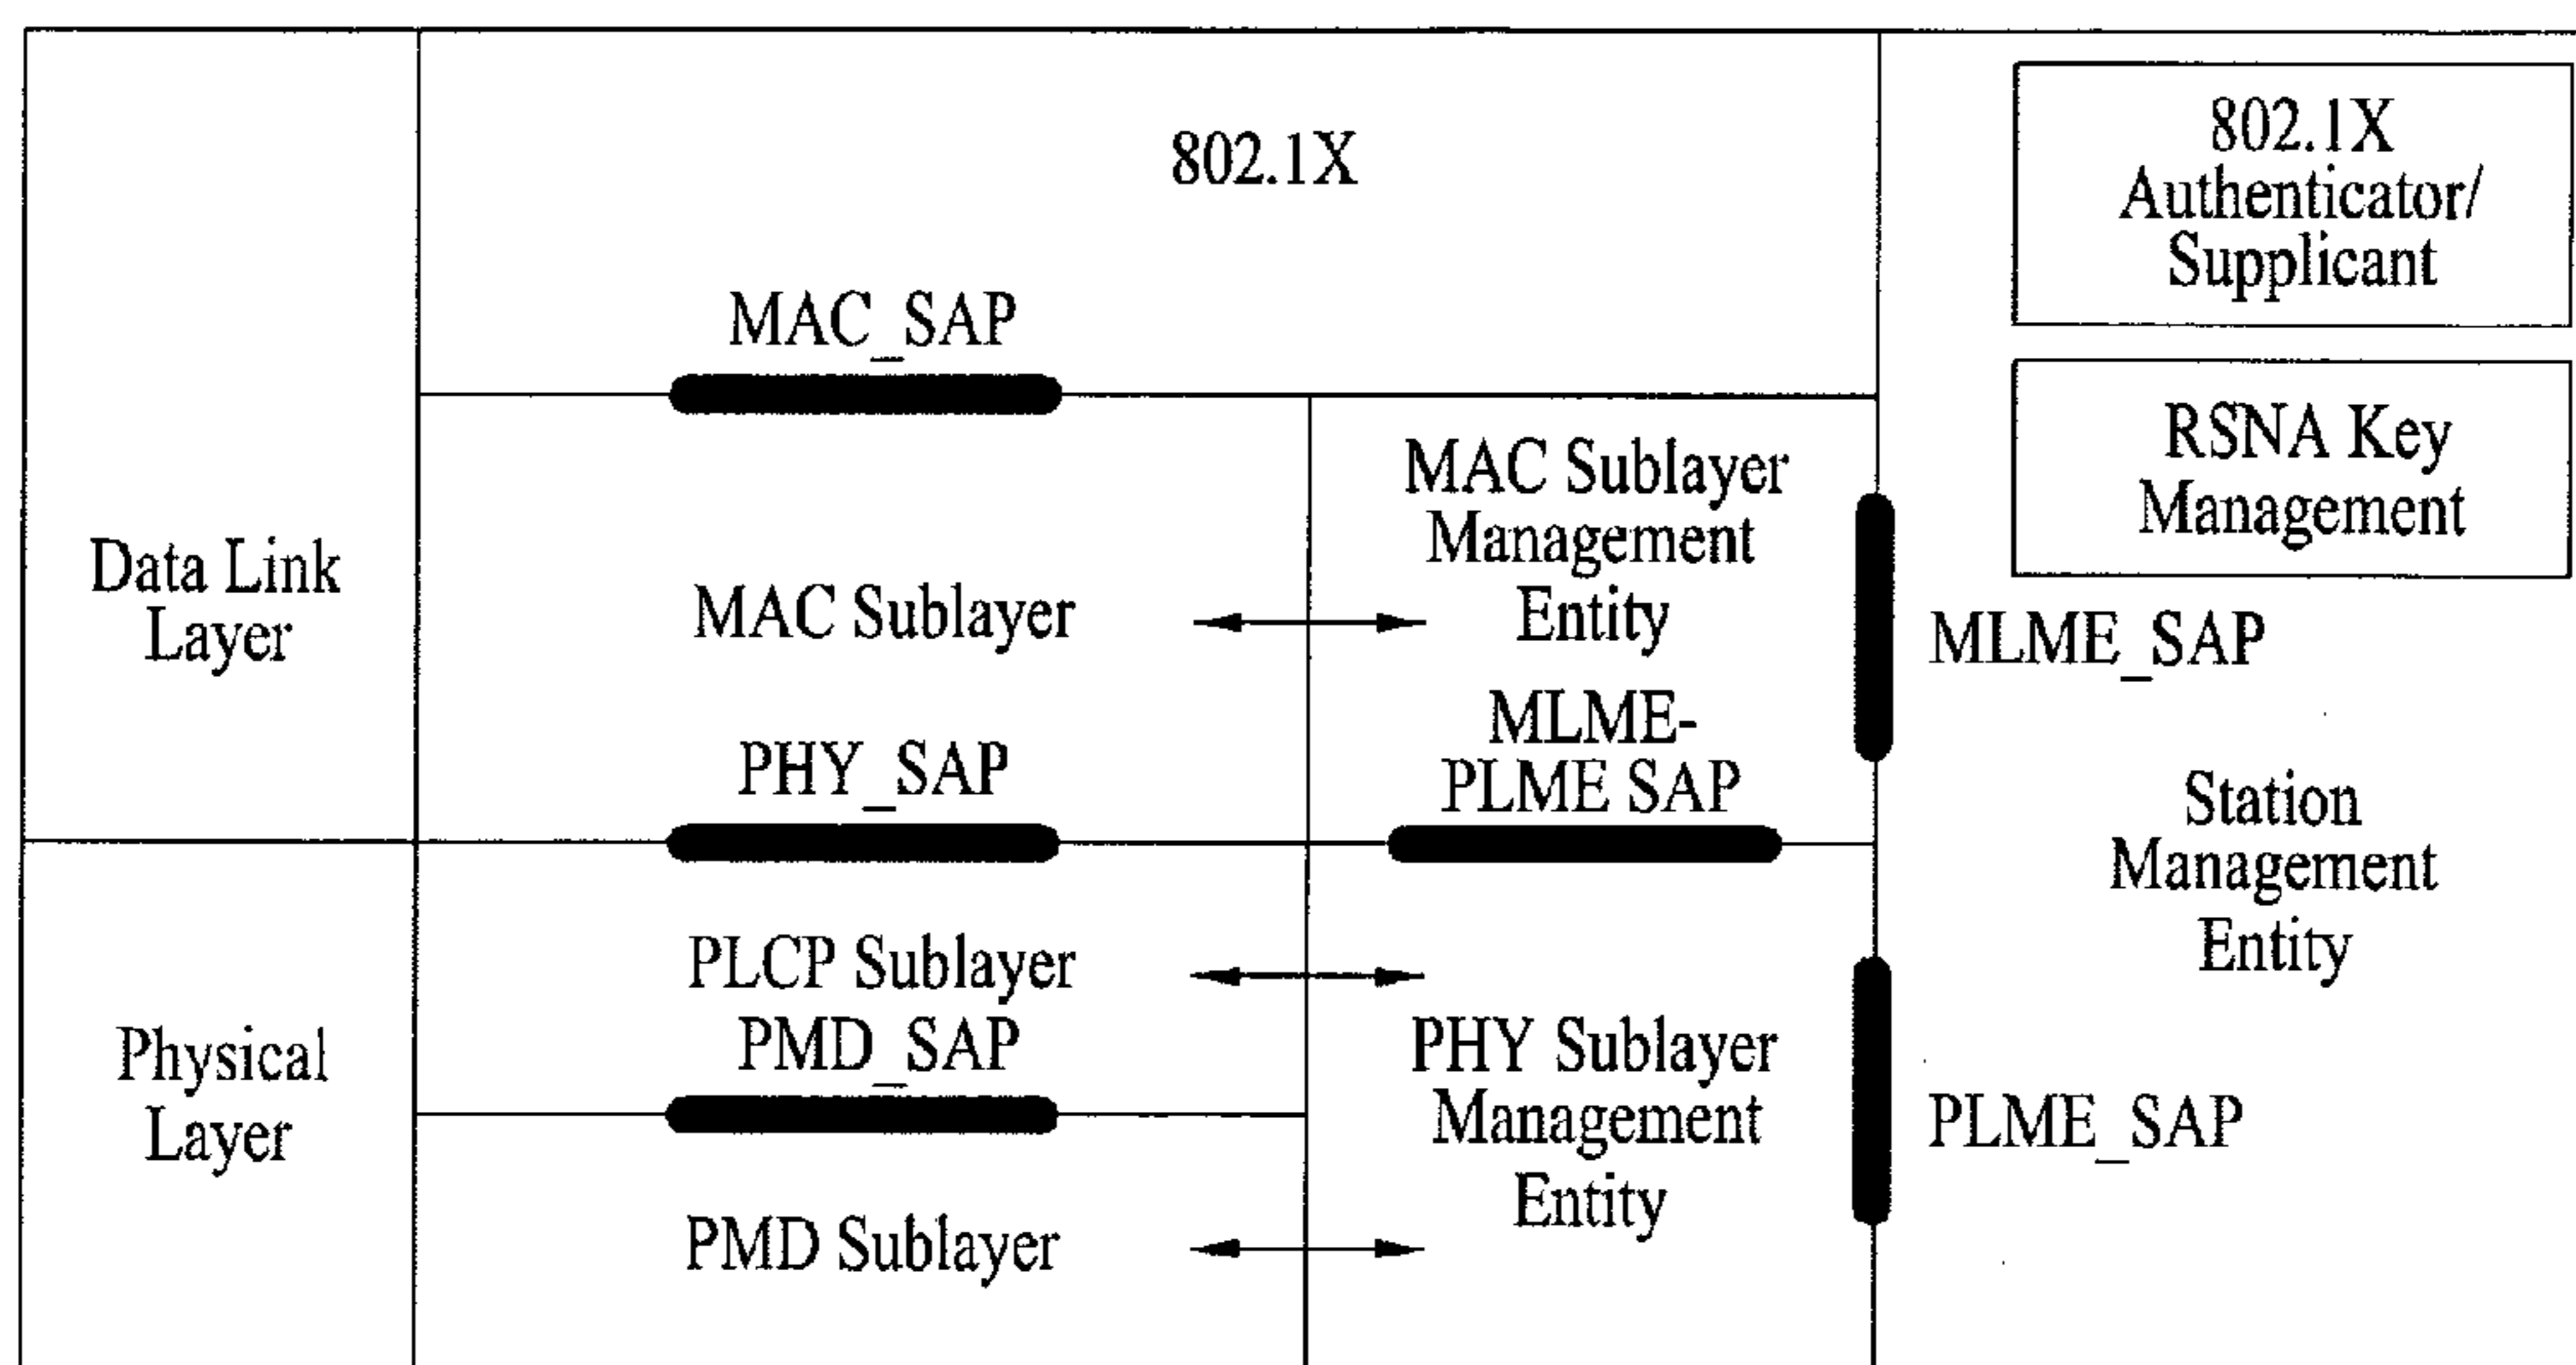 802.1X
802.1X
Authenticator/
Supplicant
RSNA Key
Management
MAC_SAP
Data Link
Layer
MAC Sublayer
MAC Sublayer
Management
Entity
MLME_SAP
PHY_SAP
MLME-
PLME SAP
Station
Management
Entity
Physical
Layer
PLCP Sublayer
PMD_SAP
PHY Sublayer
Management
Entity
PLME_SAP
PMD Sublayer